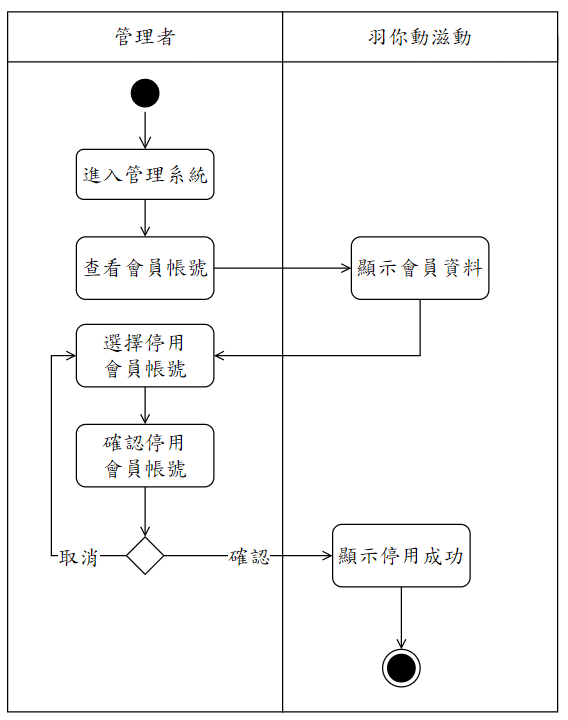 管理者
羽你動滋動
進入管理系統
查看會員帳號
顯示會員資料
選擇停用
會員帳號
確認停用
會員帳號
取消
確認
顯示停用成功